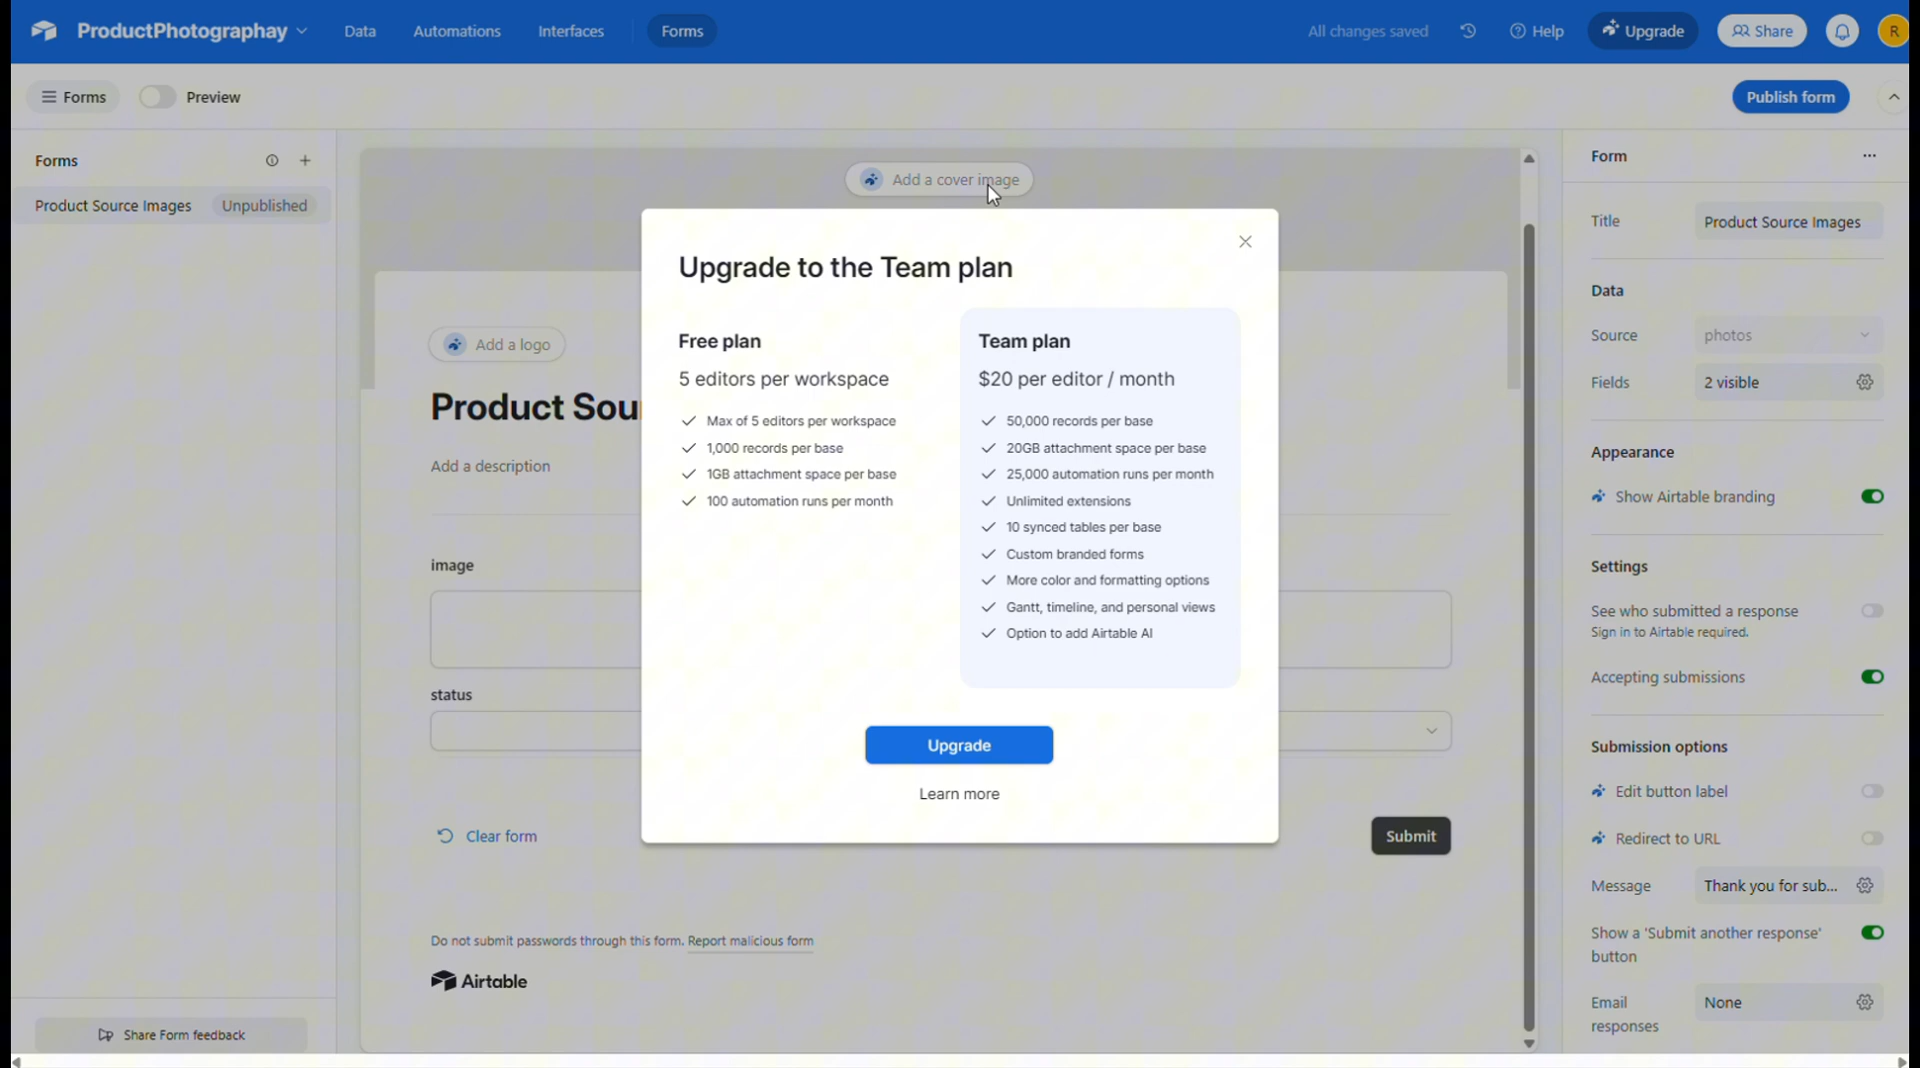 ProductPhotographay
Data
Automations
Interfaces
Forms
All changes saved
Help
Upgrade
Share
R
Forms
Preview
Publish form
Forms
Product Source Images
Unpublished
Add a cover image
Add a logo
Product Sou
Add a description
image
status
Clear form
Submit
Do not submit passwords through this form. Report malicious form
Airtable
Share Form feedback
Upgrade to the Team plan
Free plan
5 editors per workspace
Max of 5 editors per workspace
1,000 records per base
1GB attachment space per base
100 automation runs per month
Team plan
$20 per editor / month
50,000 records per base
20GB attachment space per base
25,000 automation runs per month
Unlimited extensions
10 synced tables per base
Custom branded forms
More color and formatting options
Gantt, timeline, and personal views
Option to add Airtable AI
Upgrade
Learn more
Form
Title
Product Source Images
Data
Source
photos
Fields
2 visible
Appearance
Show Airtable branding
Settings
See who submitted a response
Sign in to Airtable required.
Accepting submissions
Submission options
Edit button label
Redirect to URL
Message
Thank you for sub...
Show a 'Submit another response'
button
Email
responses
None